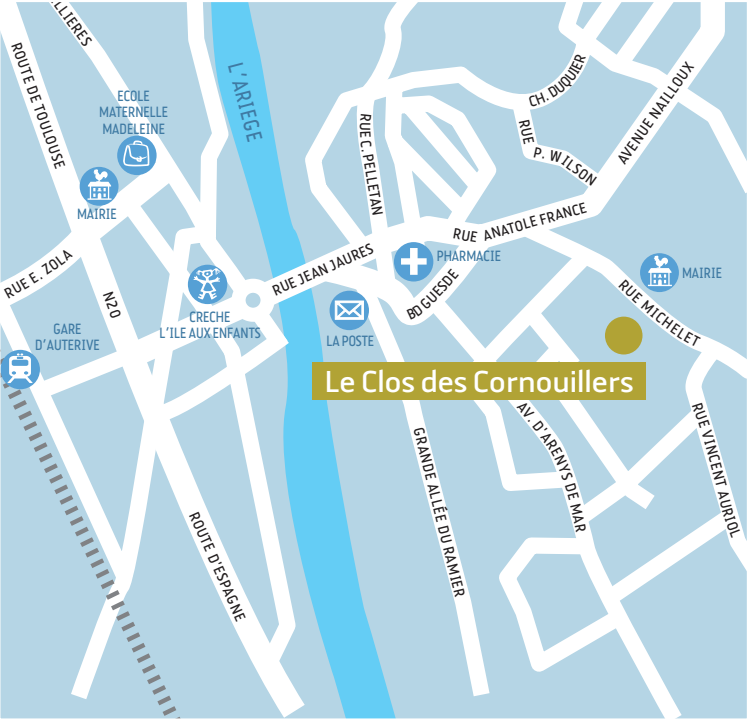 LLIERES
ROUTE DE TOULOUSE
ECOLE
MATERNELLE
MADELEINE
L'ARIEGE
CH. DUQUIER
AVENUE NAILLOUX
RUE C. PELLETAN
RUE P. WILSON
MAIRIE
RUE ANATOLE FRANCE
RUE E. ZOLA
RUE JEAN JAURES
PHARMACIE
MAIRIE
BD GUESDE
N20
CRECHE
L'ILE AUX ENFANTS
RUE MICHELET
GARE
D'AUTERIVE
LA POSTE
Le Clos des Cornouillers
AV. D'ARENYS DE MAR
RUE VINCENT AURIOL
GRANDE ALLÉE DU RAMIER
ROUTE D'ESPAGNE